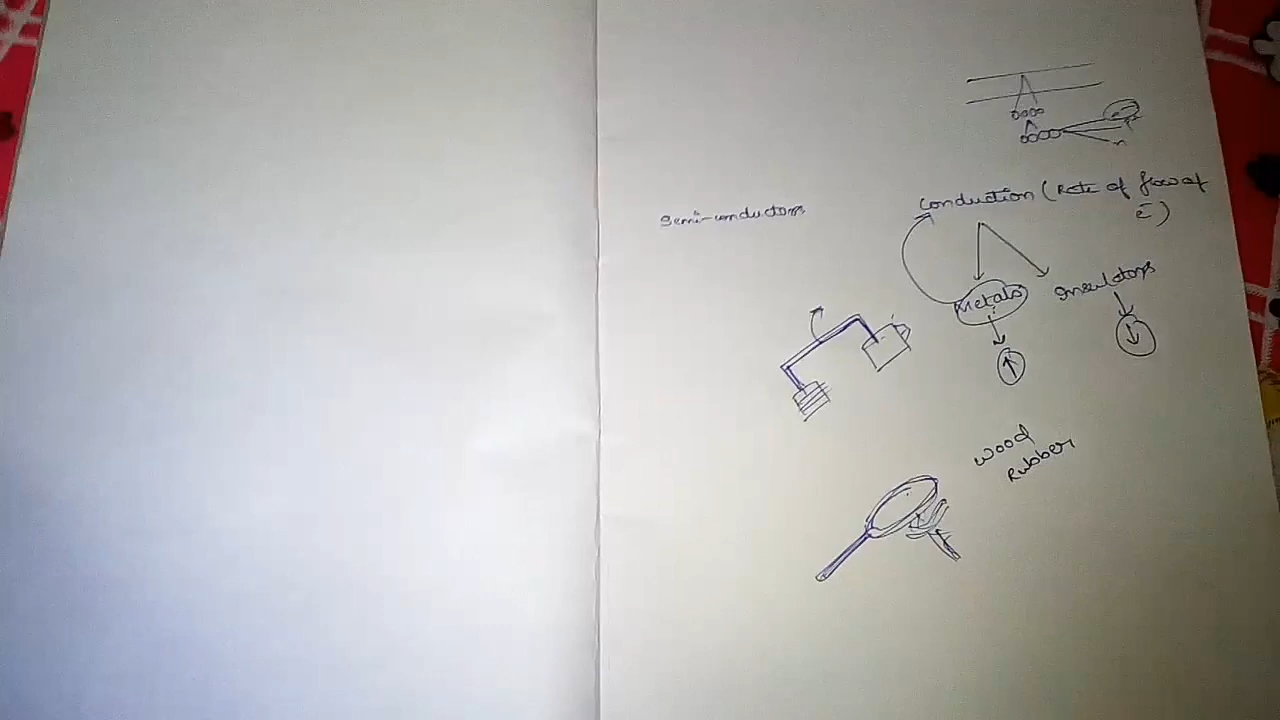 Conduction (Rate of flow of
e-)
Semi-conductors
Metals
Insulators
Wood
Rubber